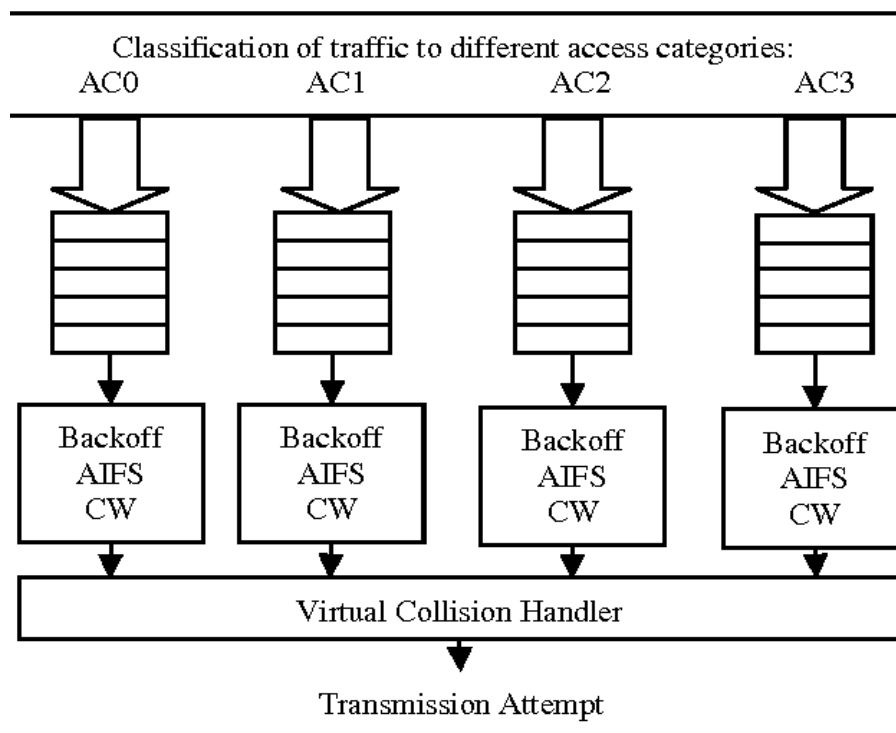 Classification of traffic to different access categories:
AC0 AC1 AC2 AC3
Backoff AIFS CW
Backoff AIFS CW
Backoff AIFS CW
Backoff AIFS CW
Virtual Collision Handler
Transmission Attempt